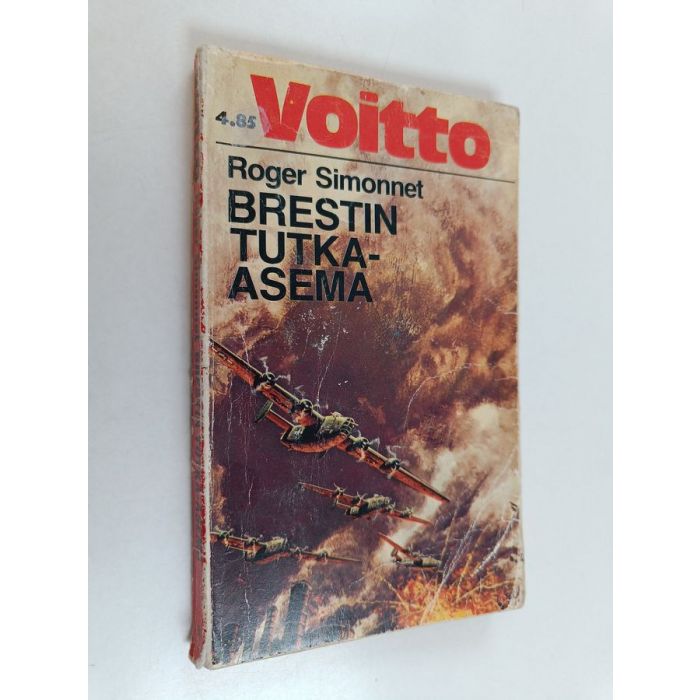 Voitto
4.85
Roger Simonnet
BRESTIN
TUTKA-
ASEMA